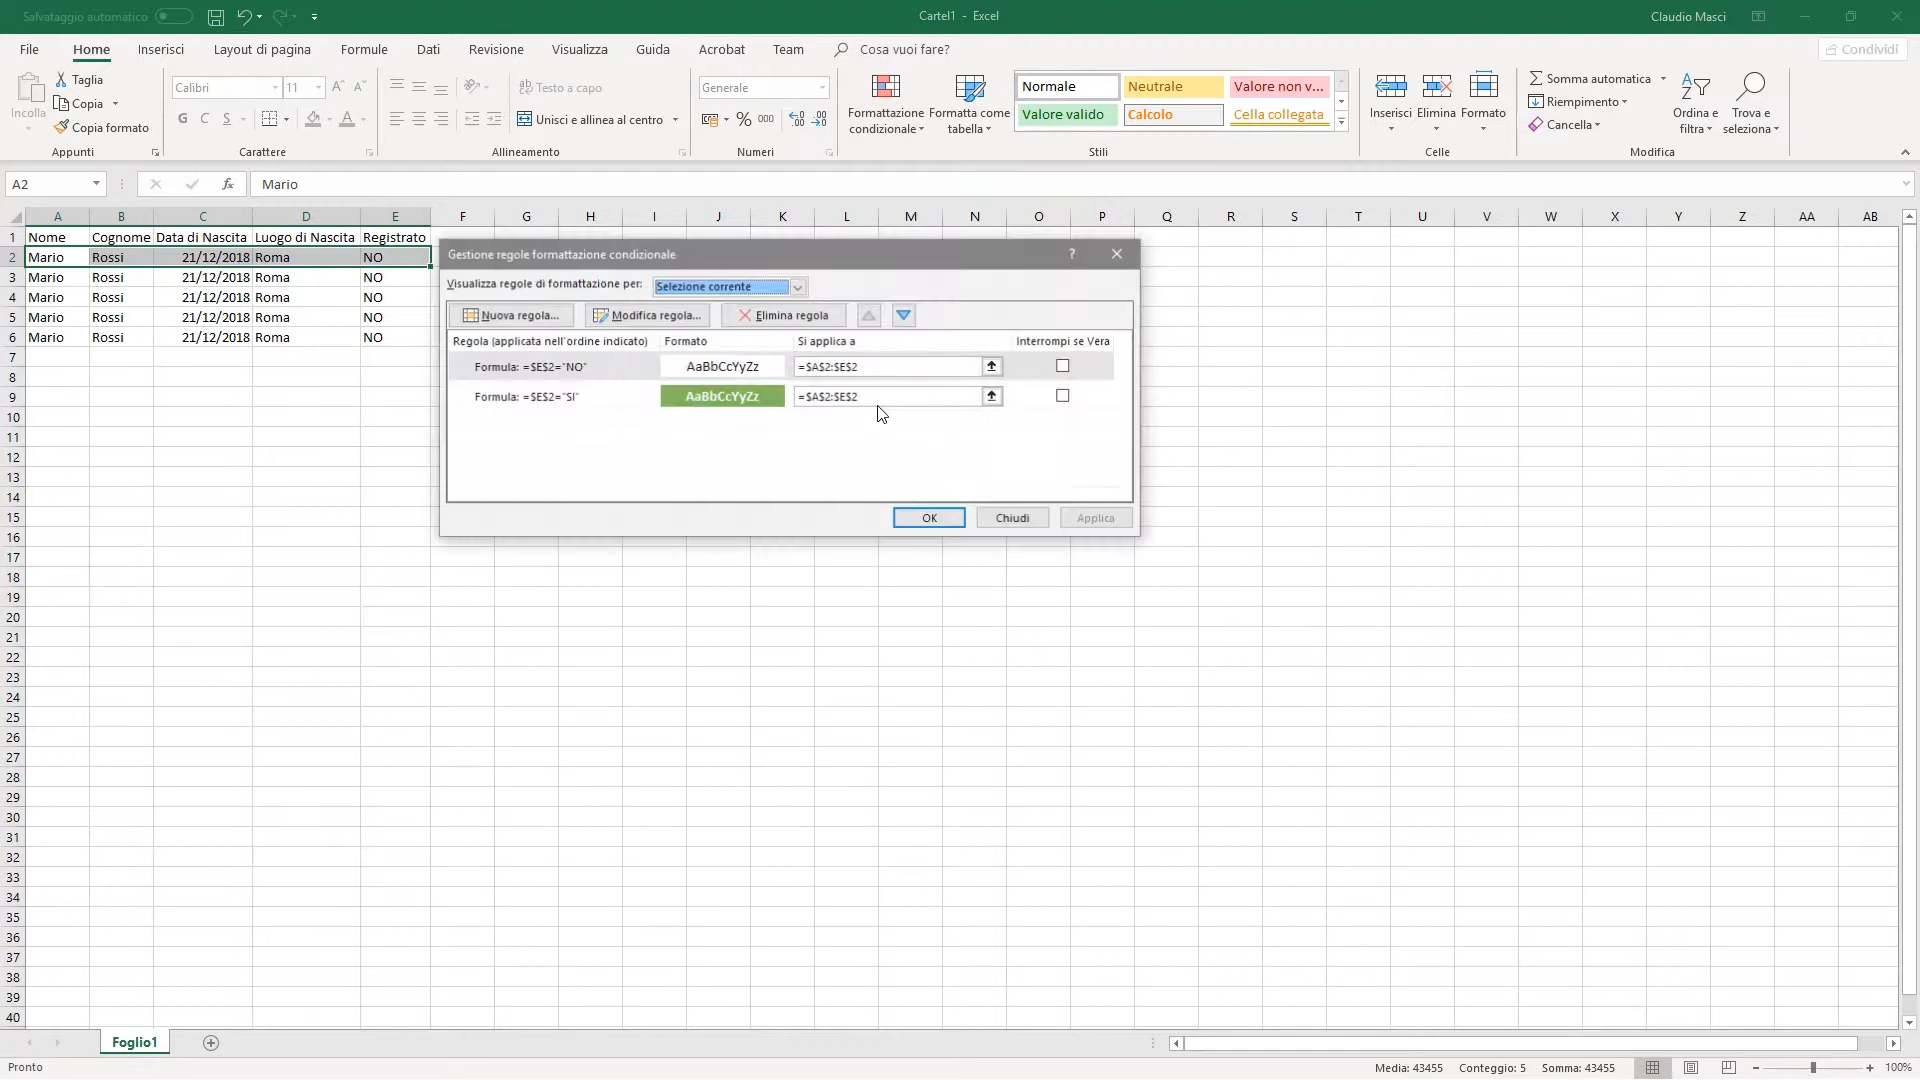 Salvataggio automatico
Cartel1 - Excel
Claudio Masci
File Home Inserisci Layout di pagina Formule Dati Revisione Visualizza Guida Acrobat Team Cosa vuoi fare? Condividi
Incolla
Taglia
Copia
Copia formato
Appunti
Calibri 11
G C S
Carattere
Testo a capo
Unisci e allinea al centro
Allineamento
Generale
% 000
Numeri
Formattazione condizionale
Formatta come tabella
Normale Neutrale Valore non v...
Valore valido Calcolo Cella collegata
Stili
Inserisci Elimina Formato
Celle
Somma automatica
Riempimento
Cancella
Ordina e filtra
Trova e seleziona
Modifica
A2 fx Mario
A B C D E F G H I J K L M N O P Q R S T U V W X Y Z AA AB
1 Nome Cognome Data di Nascita Luogo di Nascita Registrato
2 Mario Rossi 21/12/2018 Roma NO
3 Mario Rossi 21/12/2018 Roma NO
4 Mario Rossi 21/12/2018 Roma NO
5 Mario Rossi 21/12/2018 Roma NO
6 Mario Rossi 21/12/2018 Roma NO
7
8
9
10
11
12
13
14
15
16
17
18
19
20
21
22
23
24
25
26
27
28
29
30
31
32
33
34
35
36
37
38
39
40
Gestione regole formattazione condizionale ?
Visualizza regole di formattazione per: Selezione corrente
Nuova regola... Modifica regola... Elimina regola
Regola (applicata nell'ordine indicato) Formato Si applica a Interrompi se Vera
Formula: =$E$2="NO" AaBbCcYyZz =$A$2:$E$2
Formula: =$E$2="SI" AaBbCcYyZz =$A$2:$E$2
OK Chiudi Applica
Foglio1
Pronto Media: 43455 Conteggio: 5 Somma: 43455 100%